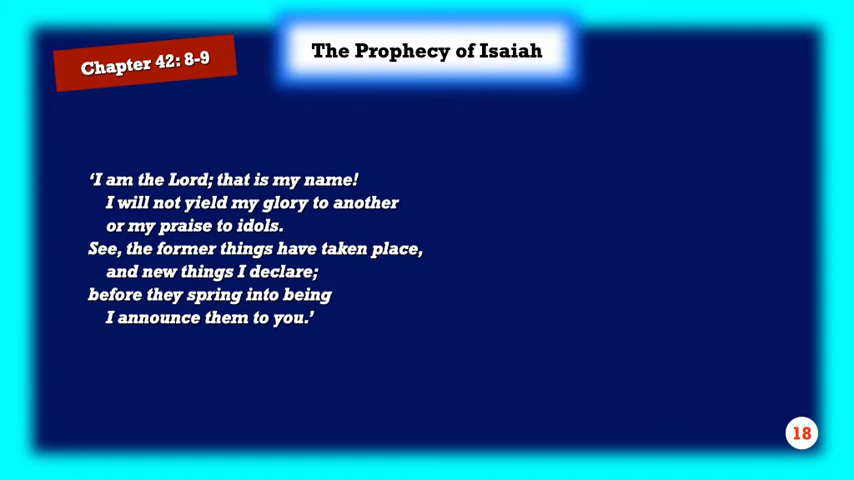 The Prophecy of Isaiah
Chapter 42: 8-9
‘I am the Lord; that is my name!
I will not yield my glory to another
or my praise to idols.
See, the former things have taken place,
and new things I declare;
before they spring into being
I announce them to you.’
18